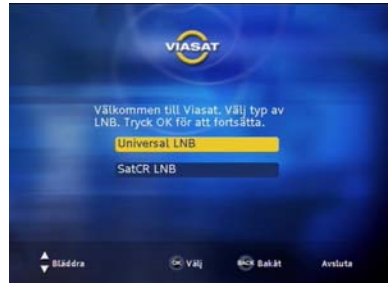 VIASAT
Välkommen till Viasat. Välj typ av
LNB. Tryck OK för att fortsätta.
Universal LNB
SatCR LNB
Bläddra OK Välj BACK Bakåt Avsluta